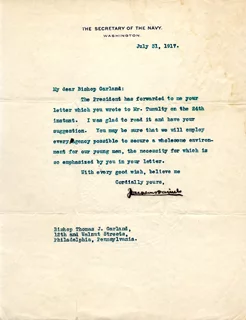 THE SECRETARY OF THE NAVY.
WASHINGTON.
July 31, 1917.
My dear Bishop Garland:
The President has forwarded to me your
letter which you wrote to Mr. Tumulty on the 24th
instant. I was glad to read it and have your
suggestion. You may be sure that we will employ
every agency possible to secure a wholesome environ-
ment for our young men, the necessity for which is
so emphasized by you in your letter.
With every good wish, believe me
Cordially yours,
Bishop Thomas J. Garland,
12th and Walnut Streets,
Philadelphia, Pennsylvania.